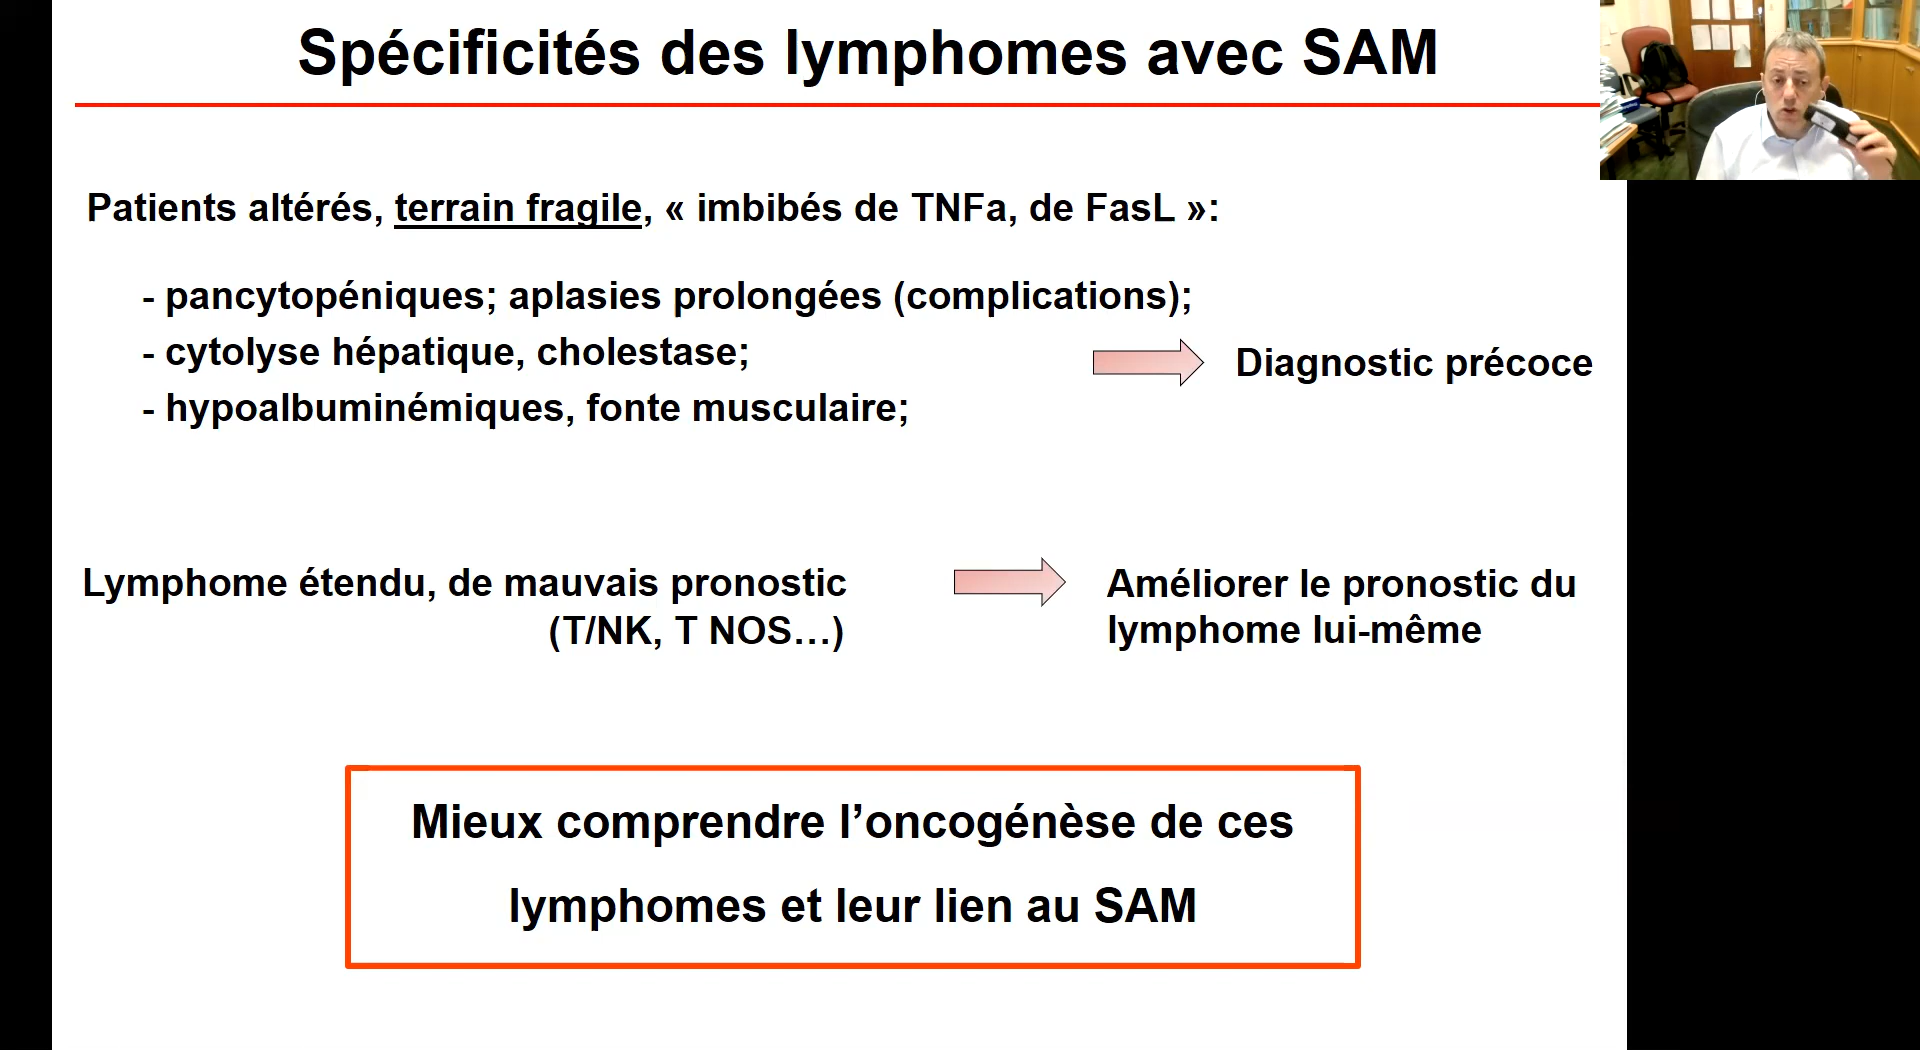 Spécificités des lymphomes avec SAM
Patients altérés, terrain fragile, « imbibés de TNFa, de FasL »:
- pancytopéniques; aplasies prolongées (complications);
- cytolyse hépatique, cholestase;
- hypoalbuminémiques, fonte musculaire;
Diagnostic précoce
Lymphome étendu, de mauvais pronostic
(T/NK, T NOS…)
Améliorer le pronostic du
lymphome lui-même
Mieux comprendre l’oncogénèse de ces
lymphomes et leur lien au SAM